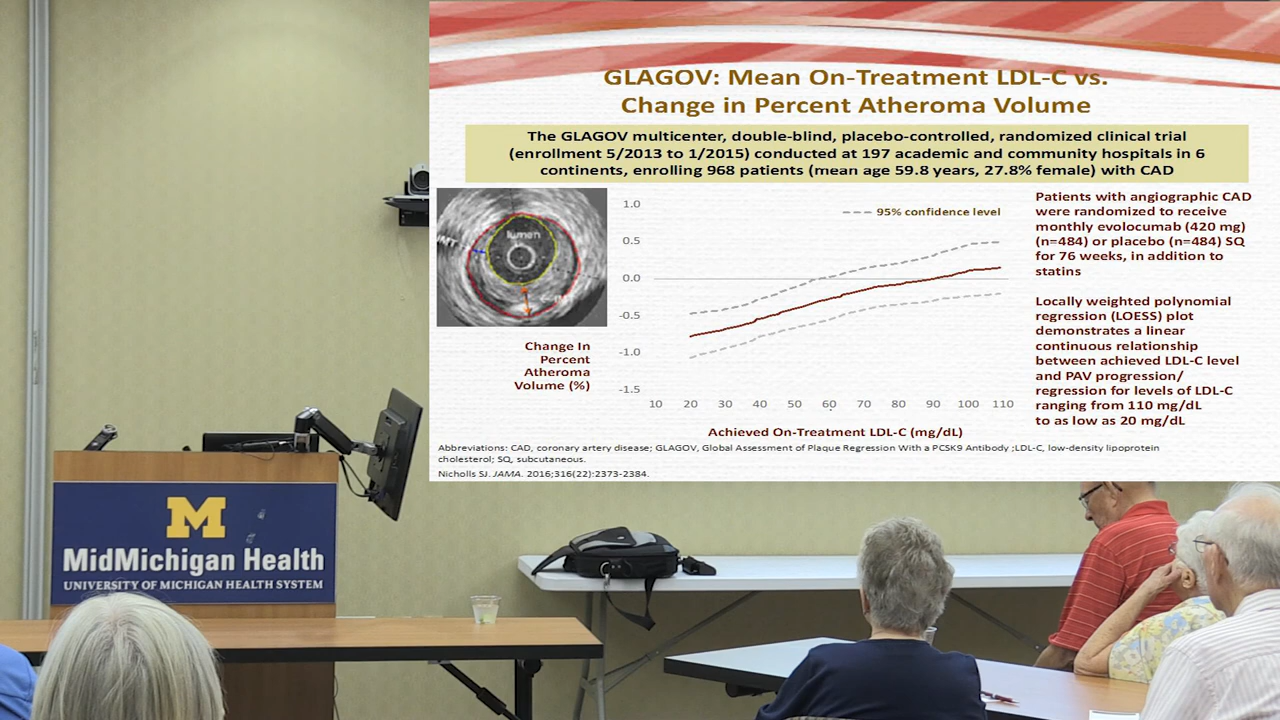 GLAGOV: Mean On-Treatment LDL-C vs.
Change in Percent Atheroma Volume
The GLAGOV multicenter, double-blind, placebo-controlled, randomized clinical trial
(enrollment 5/2013 to 1/2015) conducted at 197 academic and community hospitals in 6
continents, enrolling 968 patients (mean age 59.8 years, 27.8% female) with CAD
lumen
Change In
Percent
Atheroma
Volume (%)
1.0
0.5
0.0
-0.5
-1.0
-1.5
95% confidence level
10 20 30 40 50 60 70 80 90 100 110
Achieved On-Treatment LDL-C (mg/dL)
Patients with angiographic CAD
were randomized to receive
monthly evolocumab (420 mg)
(n=484) or placebo (n=484) SQ
for 76 weeks, in addition to
statins
Locally weighted polynomial
regression (LOESS) plot
demonstrates a linear
continuous relationship
between achieved LDL-C level
and PAV progression/
regression for levels of LDL-C
ranging from 110 mg/dL
to as low as 20 mg/dL
Abbreviations: CAD, coronary artery disease; GLAGOV, Global Assessment of Plaque Regression With a PCSK9 Antibody ;LDL-C, low-density lipoprotein
cholesterol; SQ, subcutaneous.
Nicholls SJ. JAMA. 2016;316(22):2373-2384.
M
MidMichigan Health
UNIVERSITY OF MICHIGAN HEALTH SYSTEM